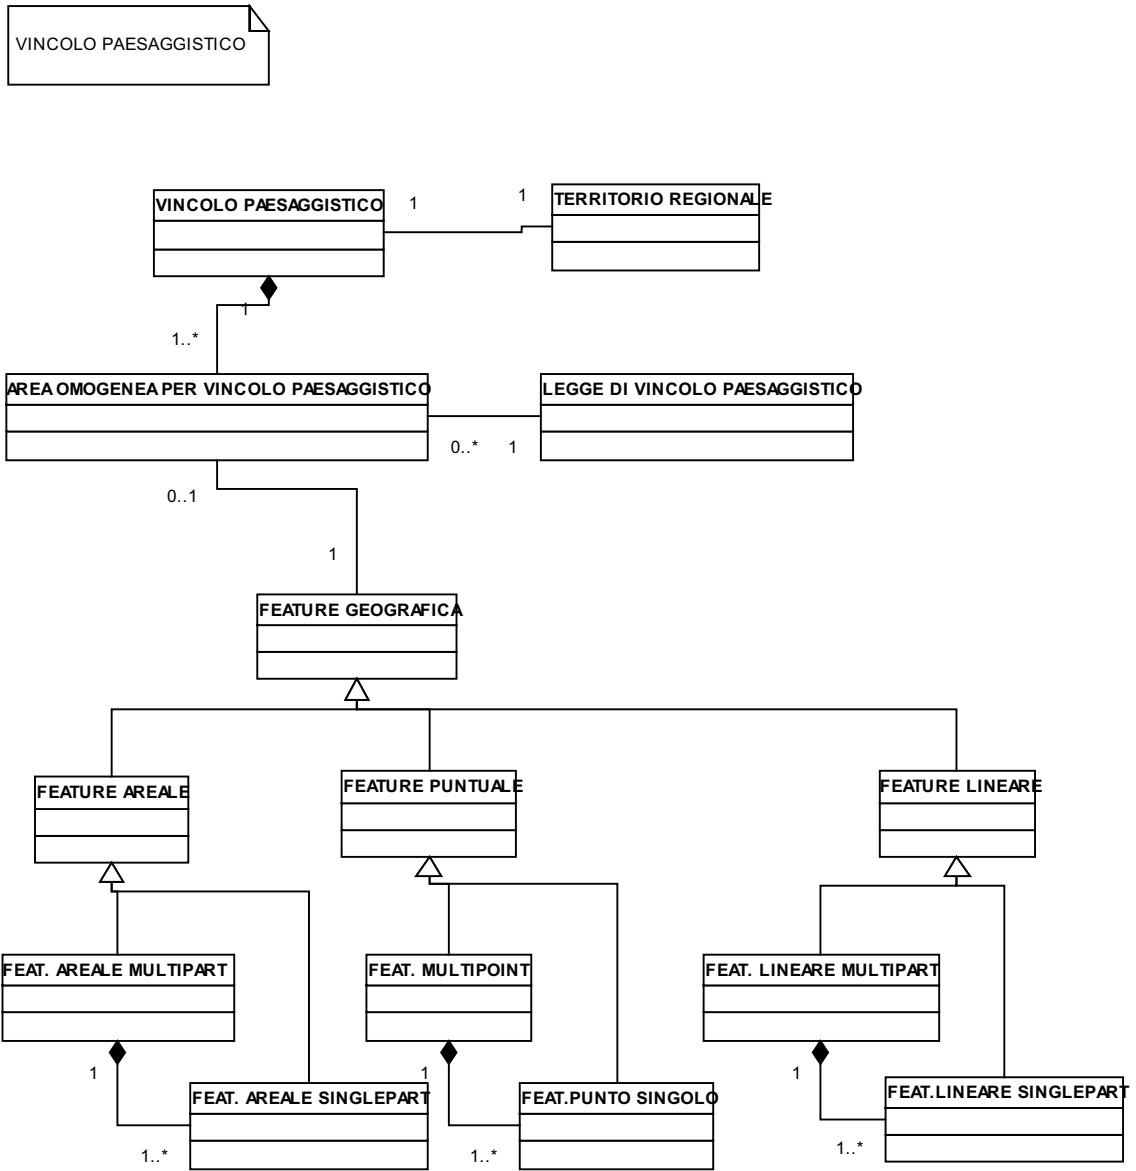 VINCOLO PAESAGGISTICO
VINCOLO PAESAGGISTICO
1
1
TERRITORIO REGIONALE
1
1..*
AREA OMOGENEA PER VINCOLO PAESAGGISTICO
LEGGE DI VINCOLO PAESAGGISTICO
0..*
1
0..1
1
FEATURE GEOGRAFICA
FEATURE AREALE
FEATURE PUNTUALE
FEATURE LINEARE
FEAT. AREALE MULTIPART
FEAT. MULTIPOINT
FEAT. LINEARE MULTIPART
1
1
1
FEAT. AREALE SINGLEPART
FEAT.PUNTO SINGOLO
FEAT.LINEARE SINGLEPART
1..*
1..*
1..*